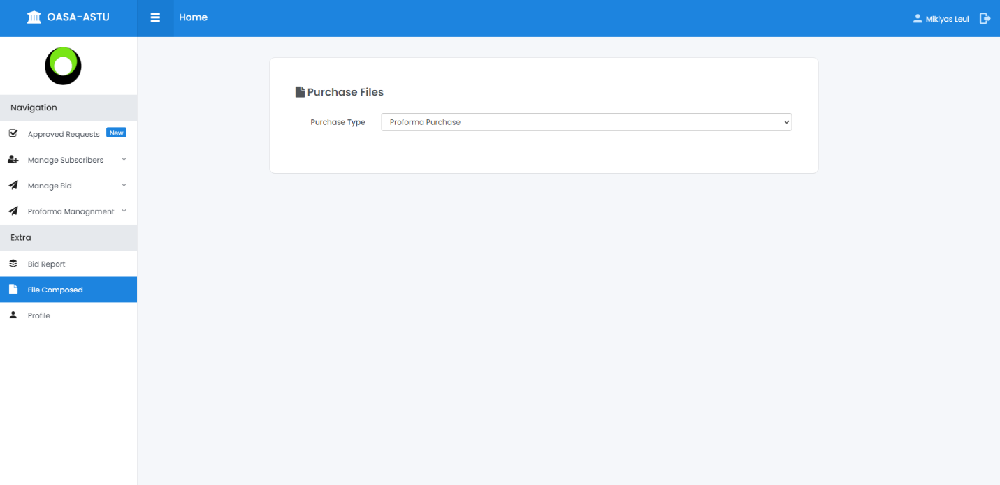 OASA-ASTU
Home
Mikiyas Leul
Navigation
Approved Requests New
Manage Subscribers
Manage Bid
Proforma Managnment
Extra
Bid Report
File Composed
Profile
Purchase Files
Purchase Type Proforma Purchase